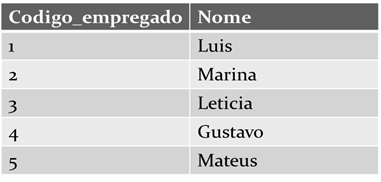 Codigo_empregado Nome
1 Luis
2 Marina
3 Leticia
4 Gustavo
5 Mateus